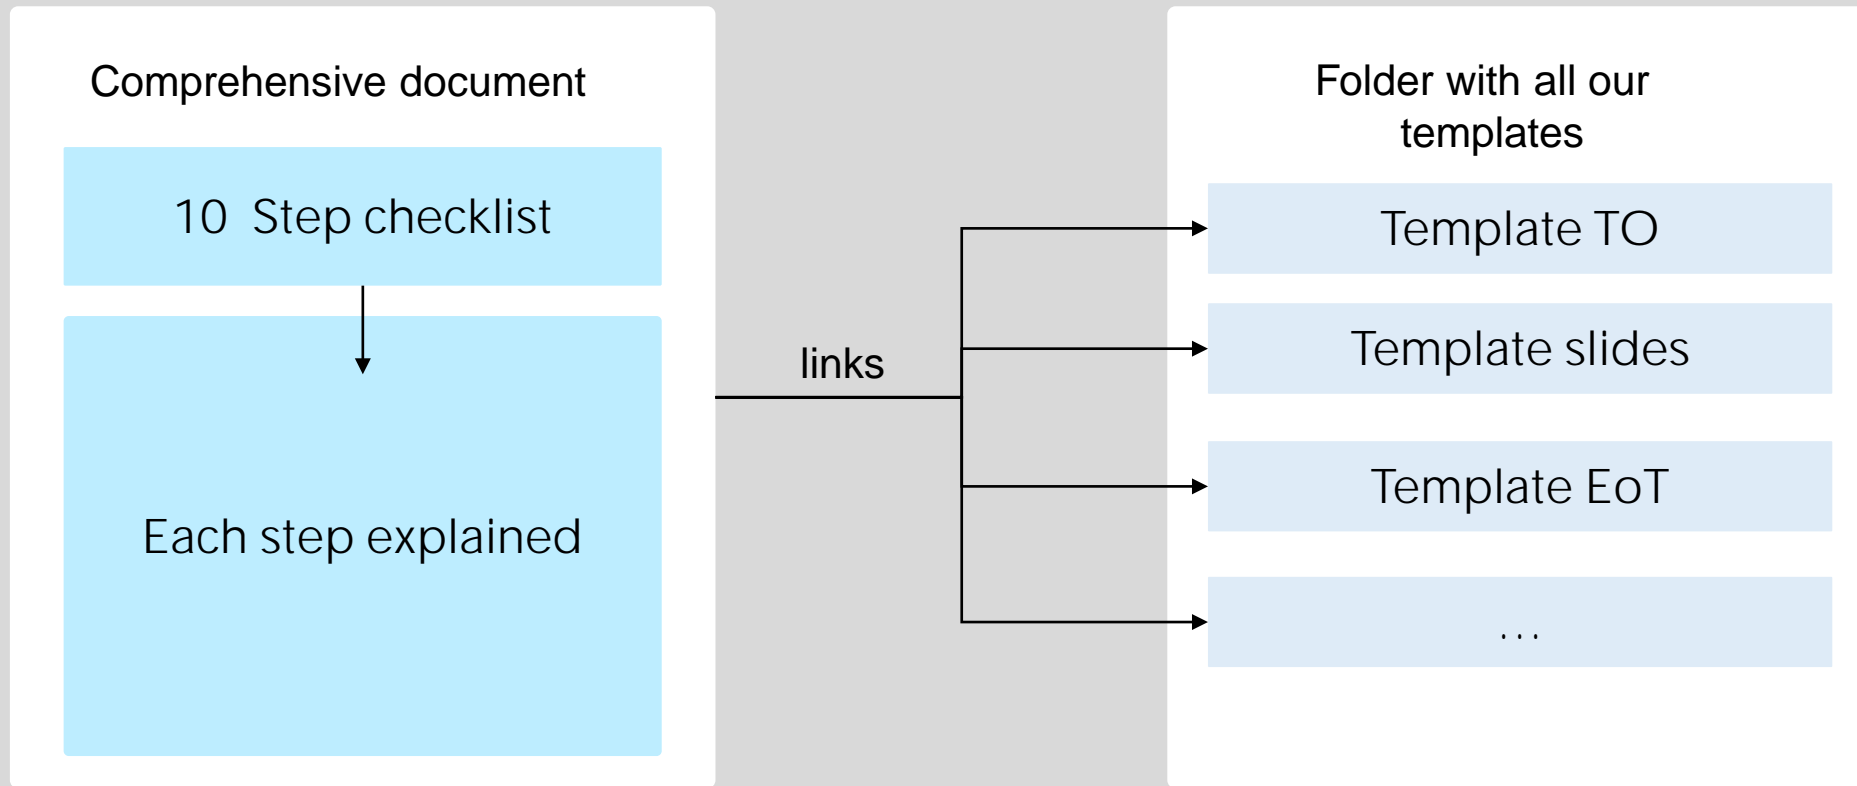 Comprehensive document
10 Step checklist
Each step explained
links
Folder with all our
templates
Template TO
Template slides
Template EoT
...